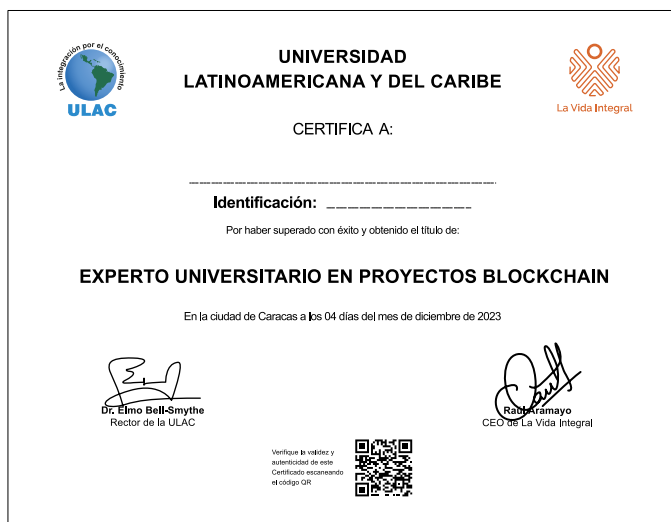 La integración por el conocimiento
ULAC
UNIVERSIDAD
LATINOAMERICANA Y DEL CARIBE
La Vida Integral
CERTIFICA A:
Identificación:
Por haber superado con éxito y obtenido el título de:
EXPERTO UNIVERSITARIO EN PROYECTOS BLOCKCHAIN
En la ciudad de Caracas a los 04 días del mes de diciembre de 2023
Dr. Elmo Bell-Smythe
Rector de la ULAC
Raúl Aramayo
CEO de La Vida Integral
Verifique la validez y
autenticidad de este
Certificado escaneando
el código QR